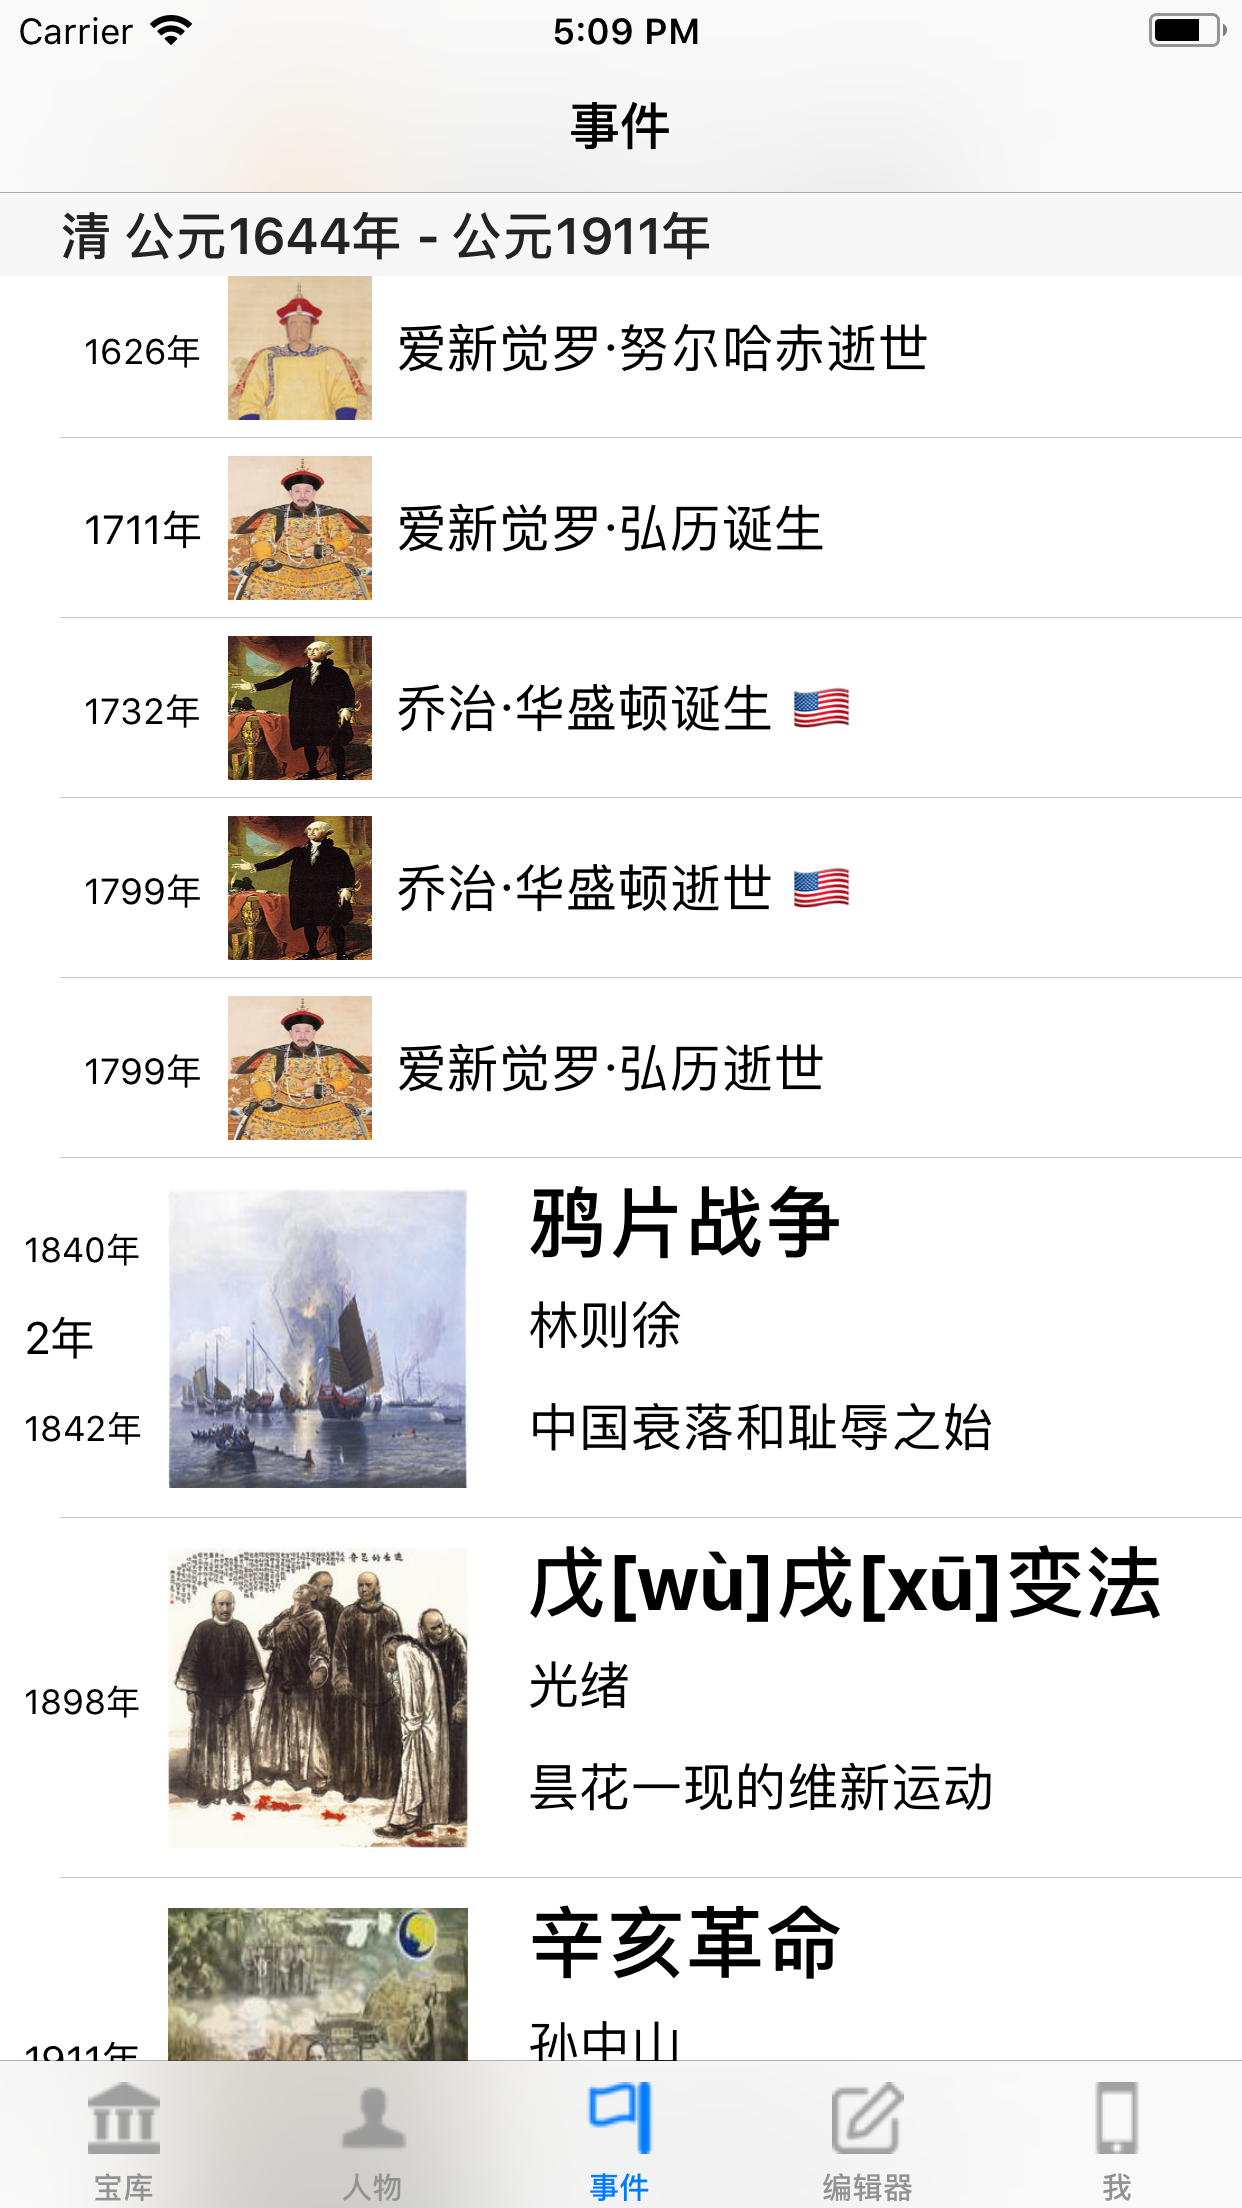 Carrier 5:09 PM
事件
清 公元1644年 - 公元1911年
1626年 爱新觉罗·努尔哈赤逝世
1711年 爱新觉罗·弘历诞生
1732年 乔治·华盛顿诞生 🇺🇸
1799年 乔治·华盛顿逝世 🇺🇸
1799年 爱新觉罗·弘历逝世
鸦片战争
1840年
林则徐
2年
中国衰落和耻辱之始
1842年
戊[wù]戌[xū]变法
光绪
1898年
昙花一现的维新运动
辛亥革命
孙中山
1911年
宝库 人物 事件 编辑器 我